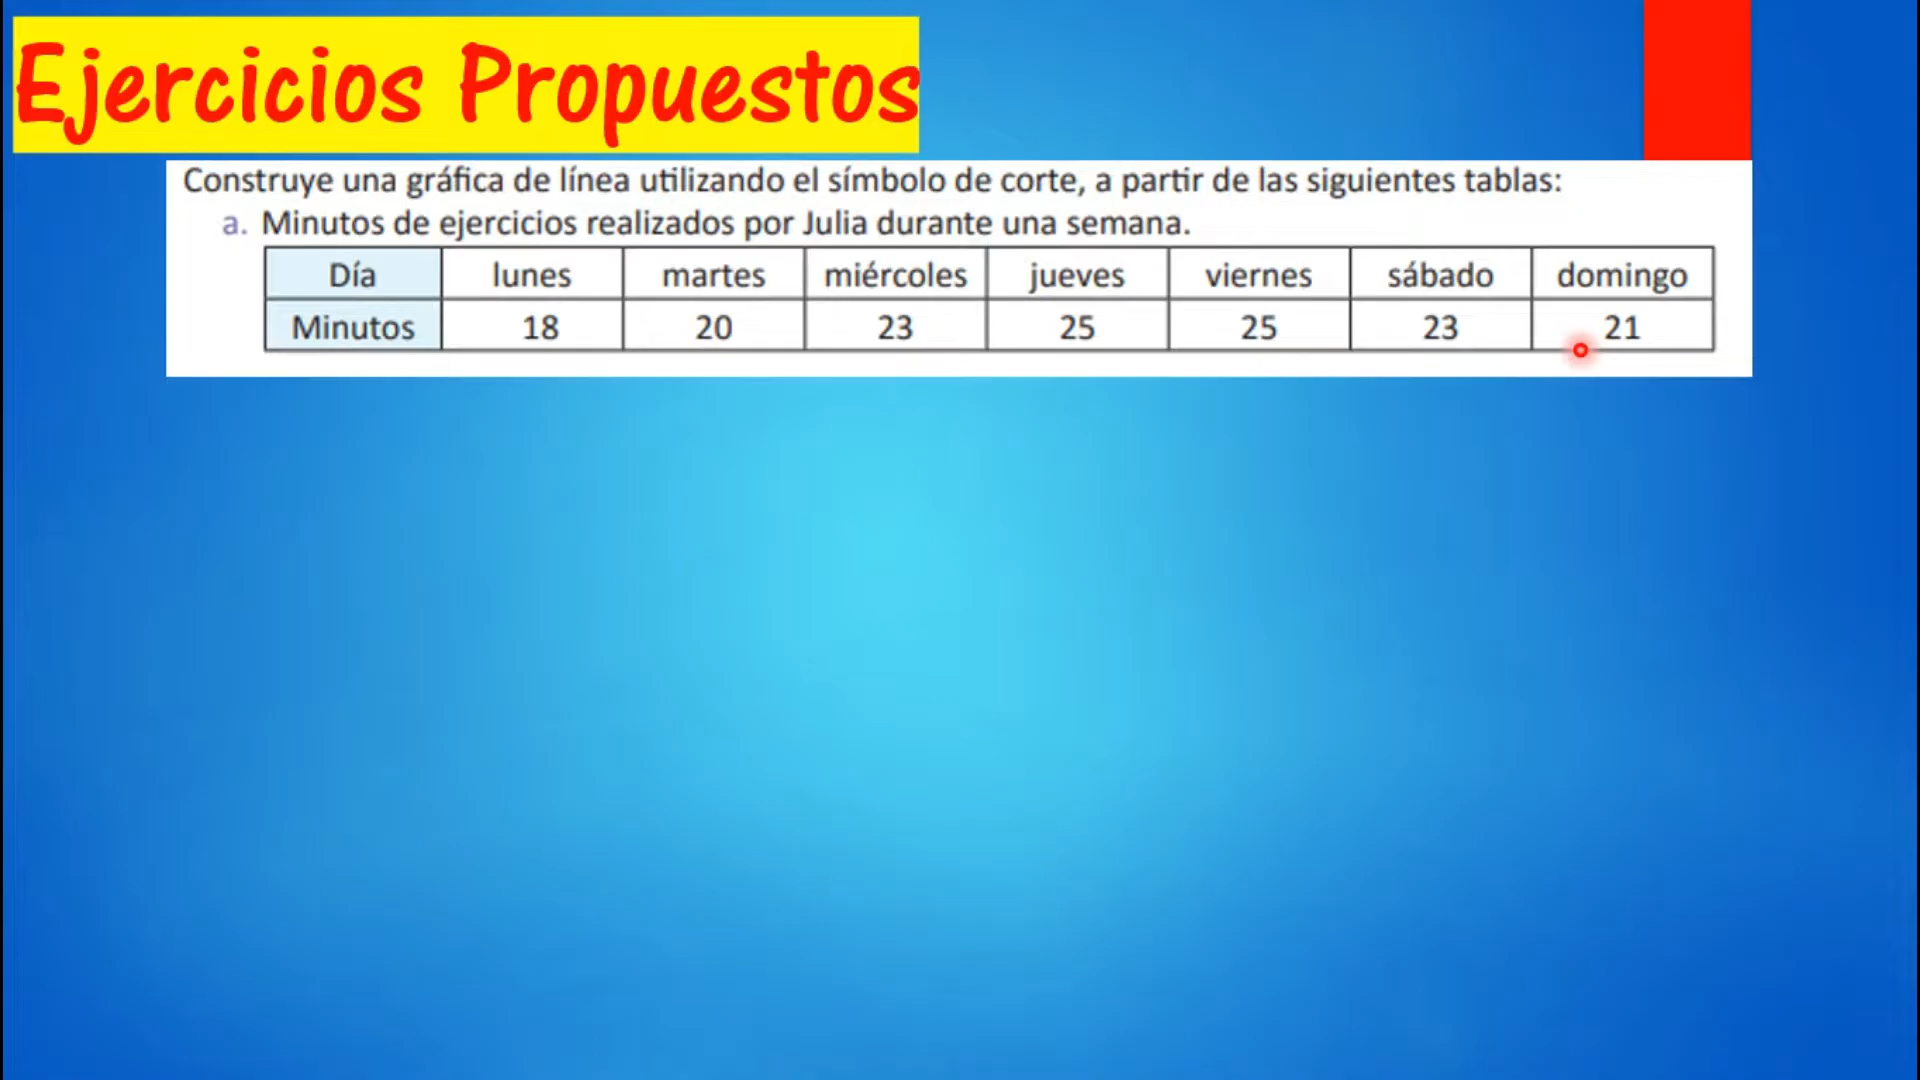 Ejercicios Propuestos
Construye una gráfica de línea utilizando el símbolo de corte, a partir de las siguientes tablas:
a. Minutos de ejercicios realizados por Julia durante una semana.
Día lunes martes miércoles jueves viernes sábado domingo
Minutos 18 20 23 25 25 23 21